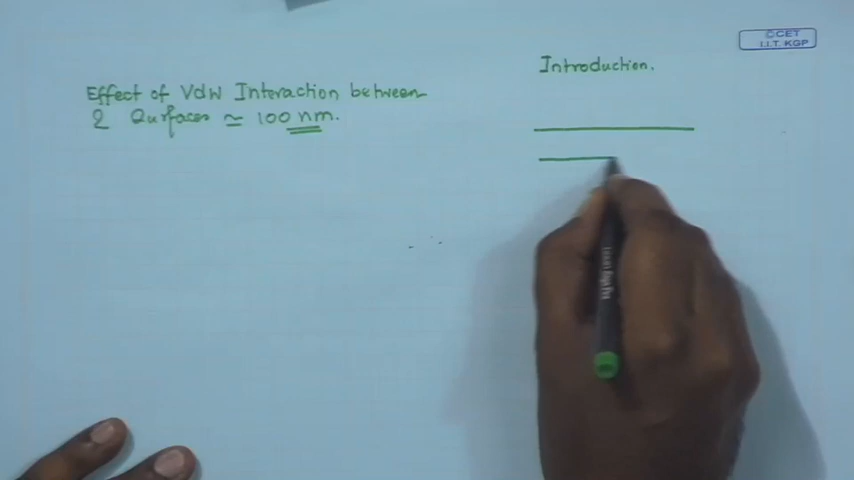 ©CET
I.I.T. KGP
Introduction.
Effect of VdW Interaction between
2 Surfaces ≃ 100 nm.